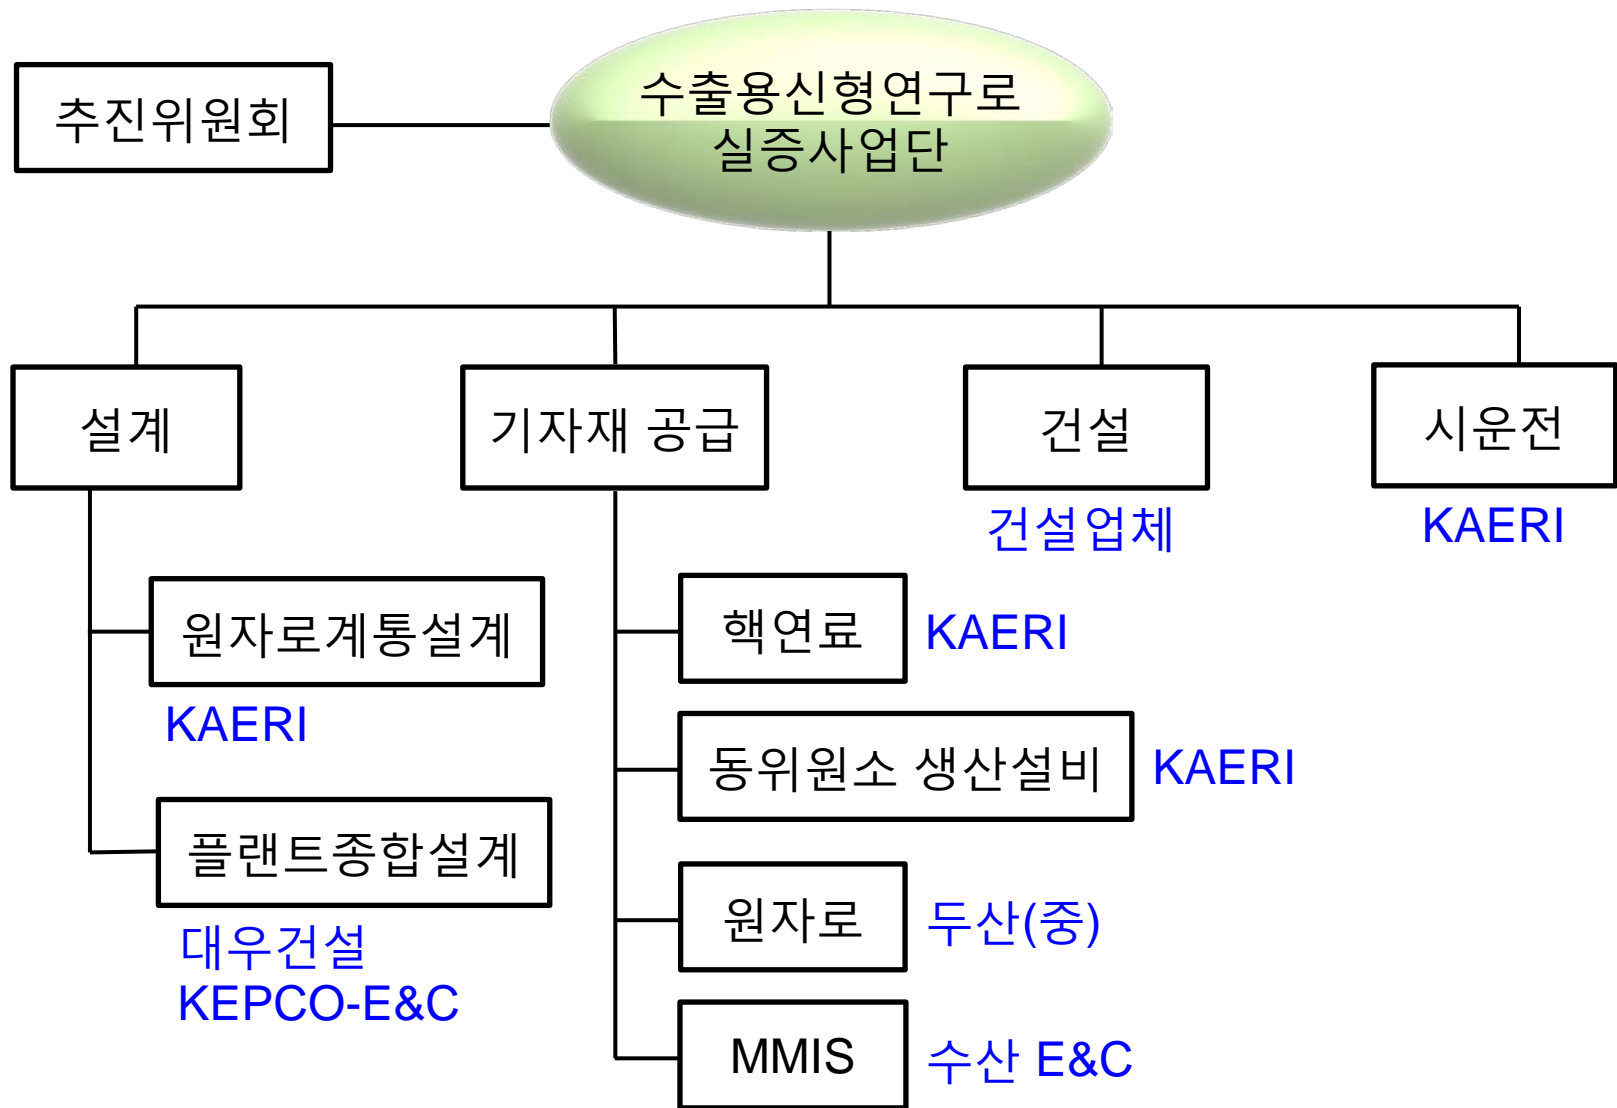 추진위원회
수출용신형연구로
실증사업단
설계
기자재 공급
건설
시운전
건설업체
KAERI
원자로계통설계
KAERI
플랜트종합설계
대우건설
KEPCO-E&C
핵연료
KAERI
동위원소 생산설비
KAERI
원자로
두산(중)
MMIS
수산 E&C